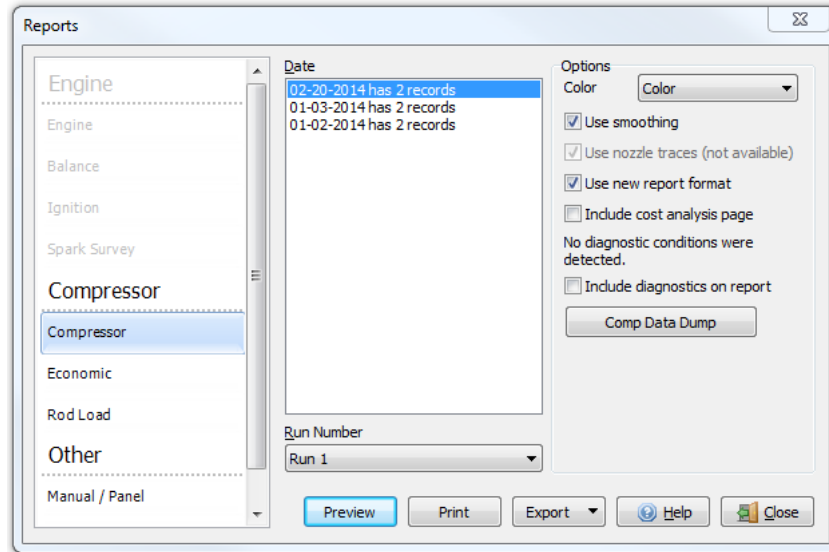 Reports
Engine
Engine
Balance
Ignition
Spark Survey
Compressor
Compressor
Economic
Rod Load
Other
Manual / Panel
Date
02-20-2014 has 2 records
01-03-2014 has 2 records
01-02-2014 has 2 records
Run Number
Run 1
Options
Color Color
Use smoothing
Use nozzle traces (not available)
Use new report format
Include cost analysis page
No diagnostic conditions were
detected.
Include diagnostics on report
Comp Data Dump
Preview Print Export Help Close